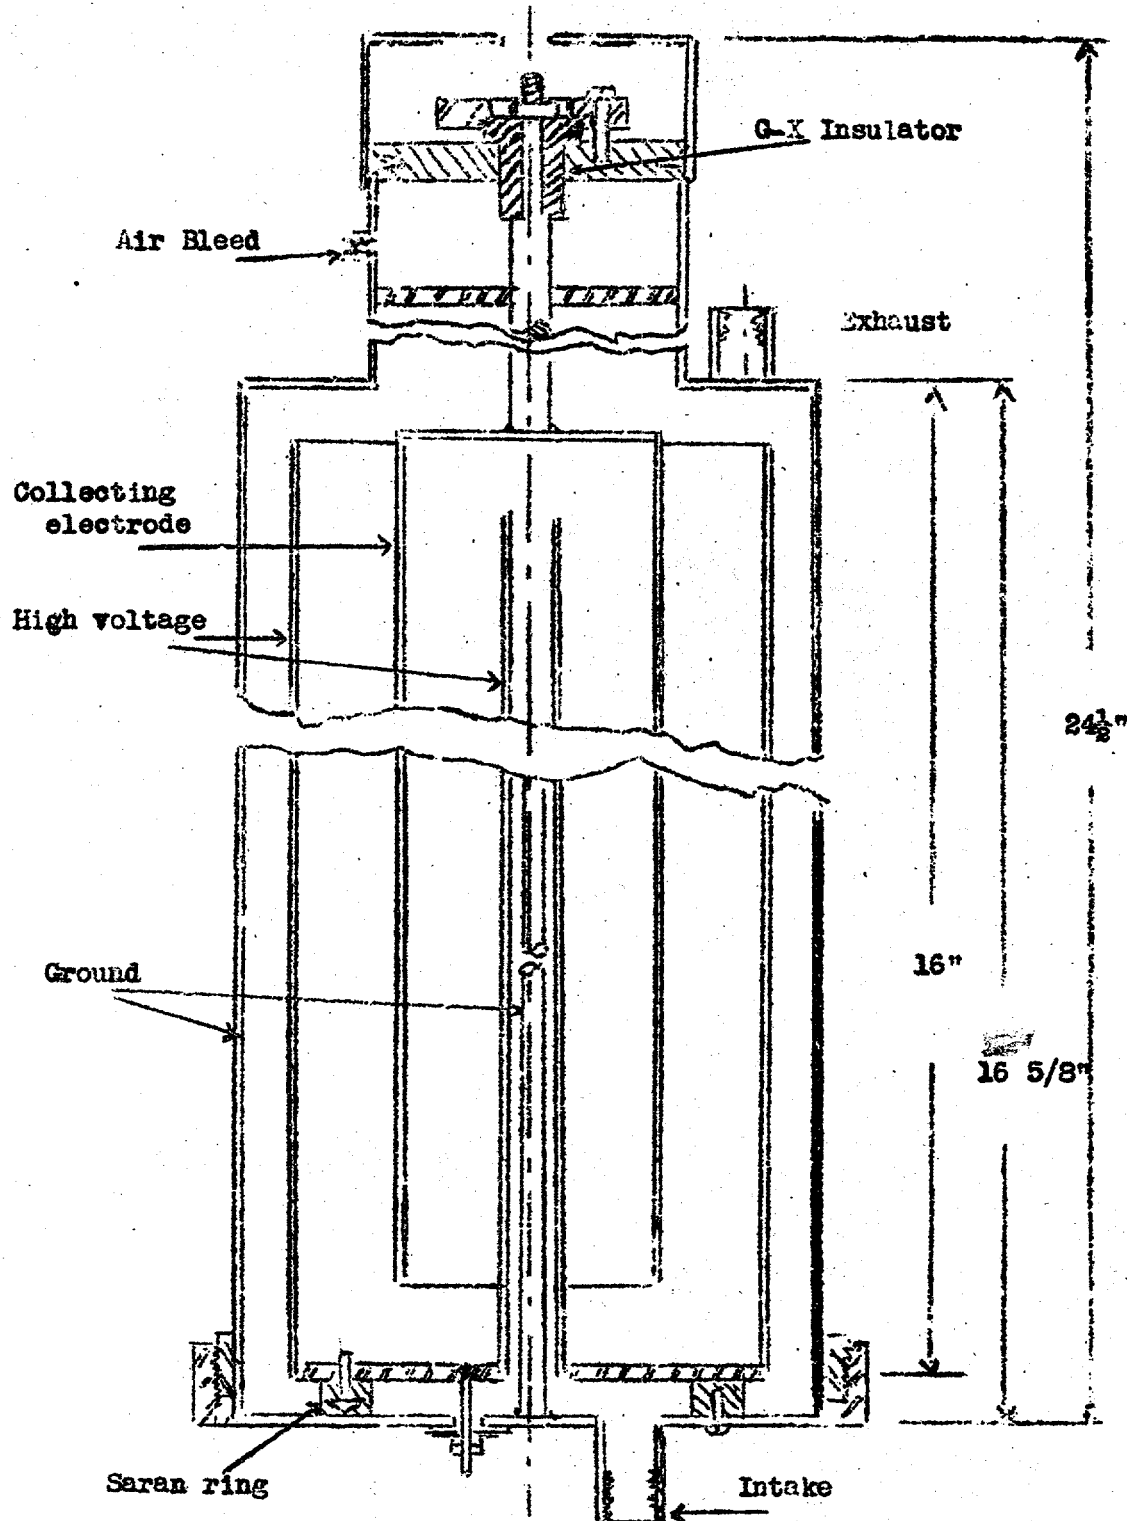 G-X Insulator
Air Bleed
Exhaust
Collecting
electrode
High voltage
24½"
Ground
16"
16 5/8"
Saran ring
Intake